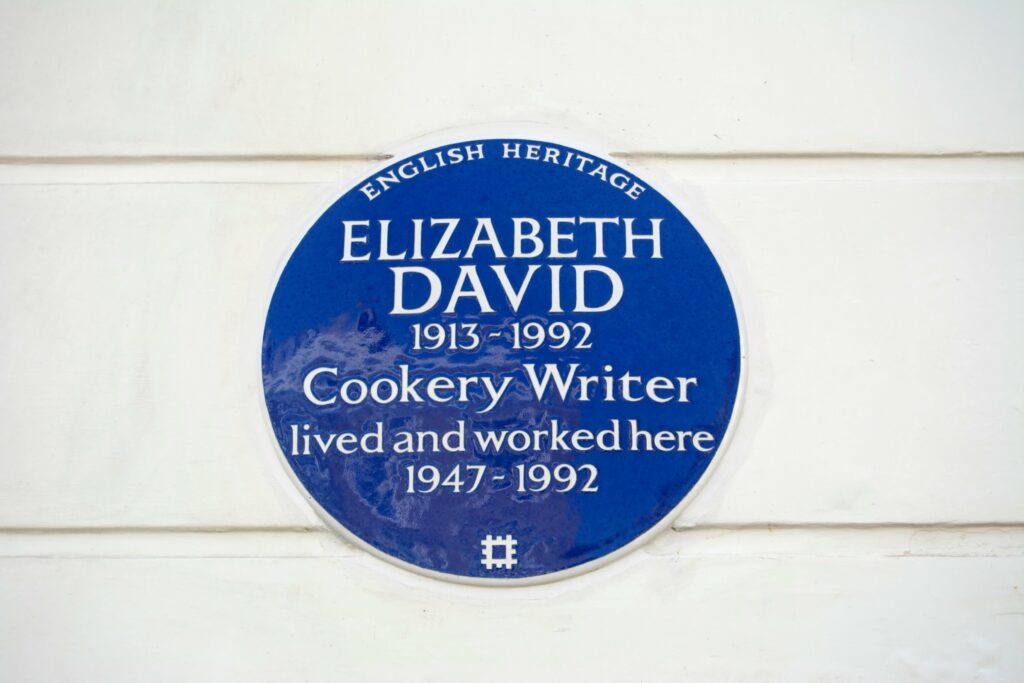 ENGLISH HERITAGE
ELIZABETH
DAVID
1913-1992
Cookery Writer
lived and worked here
1947-1992